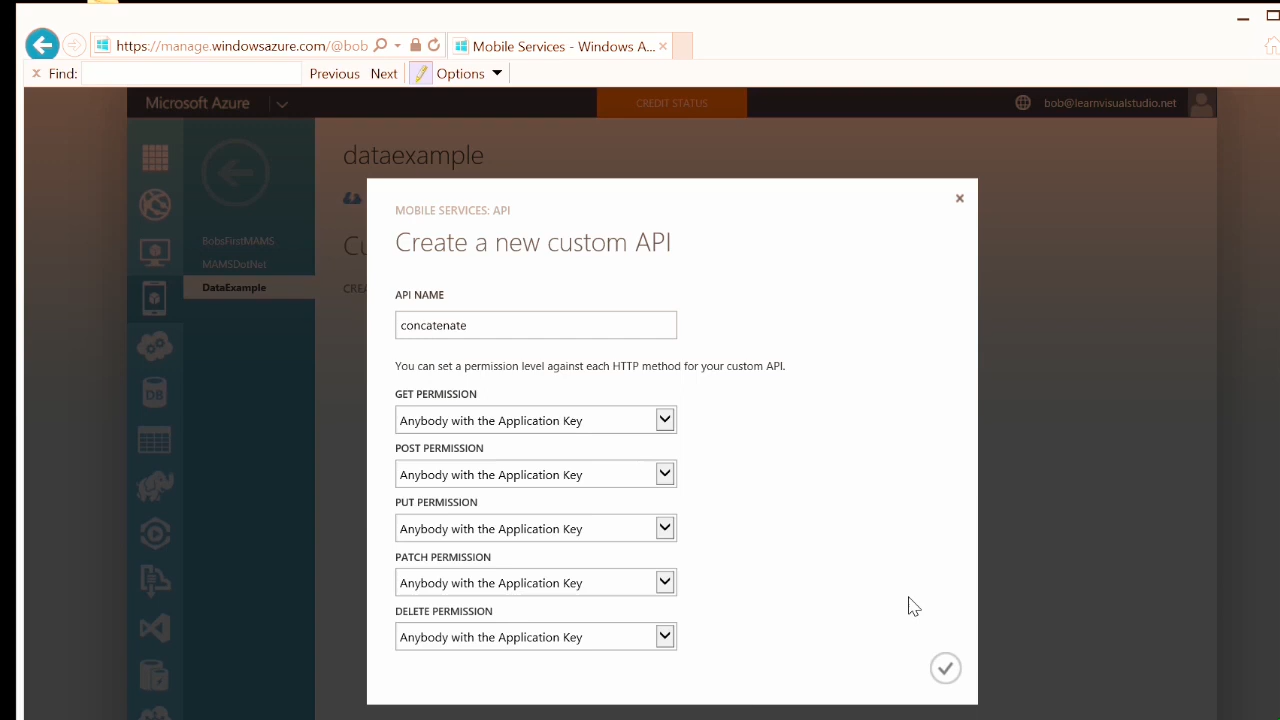 https://manage.windowsazure.com/@bob
Mobile Services - Windows A...
Find:
Previous Next
Options
Microsoft Azure
CREDIT STATUS
bob@learnvisualstudio.net
dataexample
BobsFirstMAMS
MAMSDotNet
DataExample
DB
MOBILE SERVICES: API
Create a new custom API
API NAME
concatenate
You can set a permission level against each HTTP method for your custom API.
GET PERMISSION
Anybody with the Application Key
POST PERMISSION
Anybody with the Application Key
PUT PERMISSION
Anybody with the Application Key
PATCH PERMISSION
Anybody with the Application Key
DELETE PERMISSION
Anybody with the Application Key